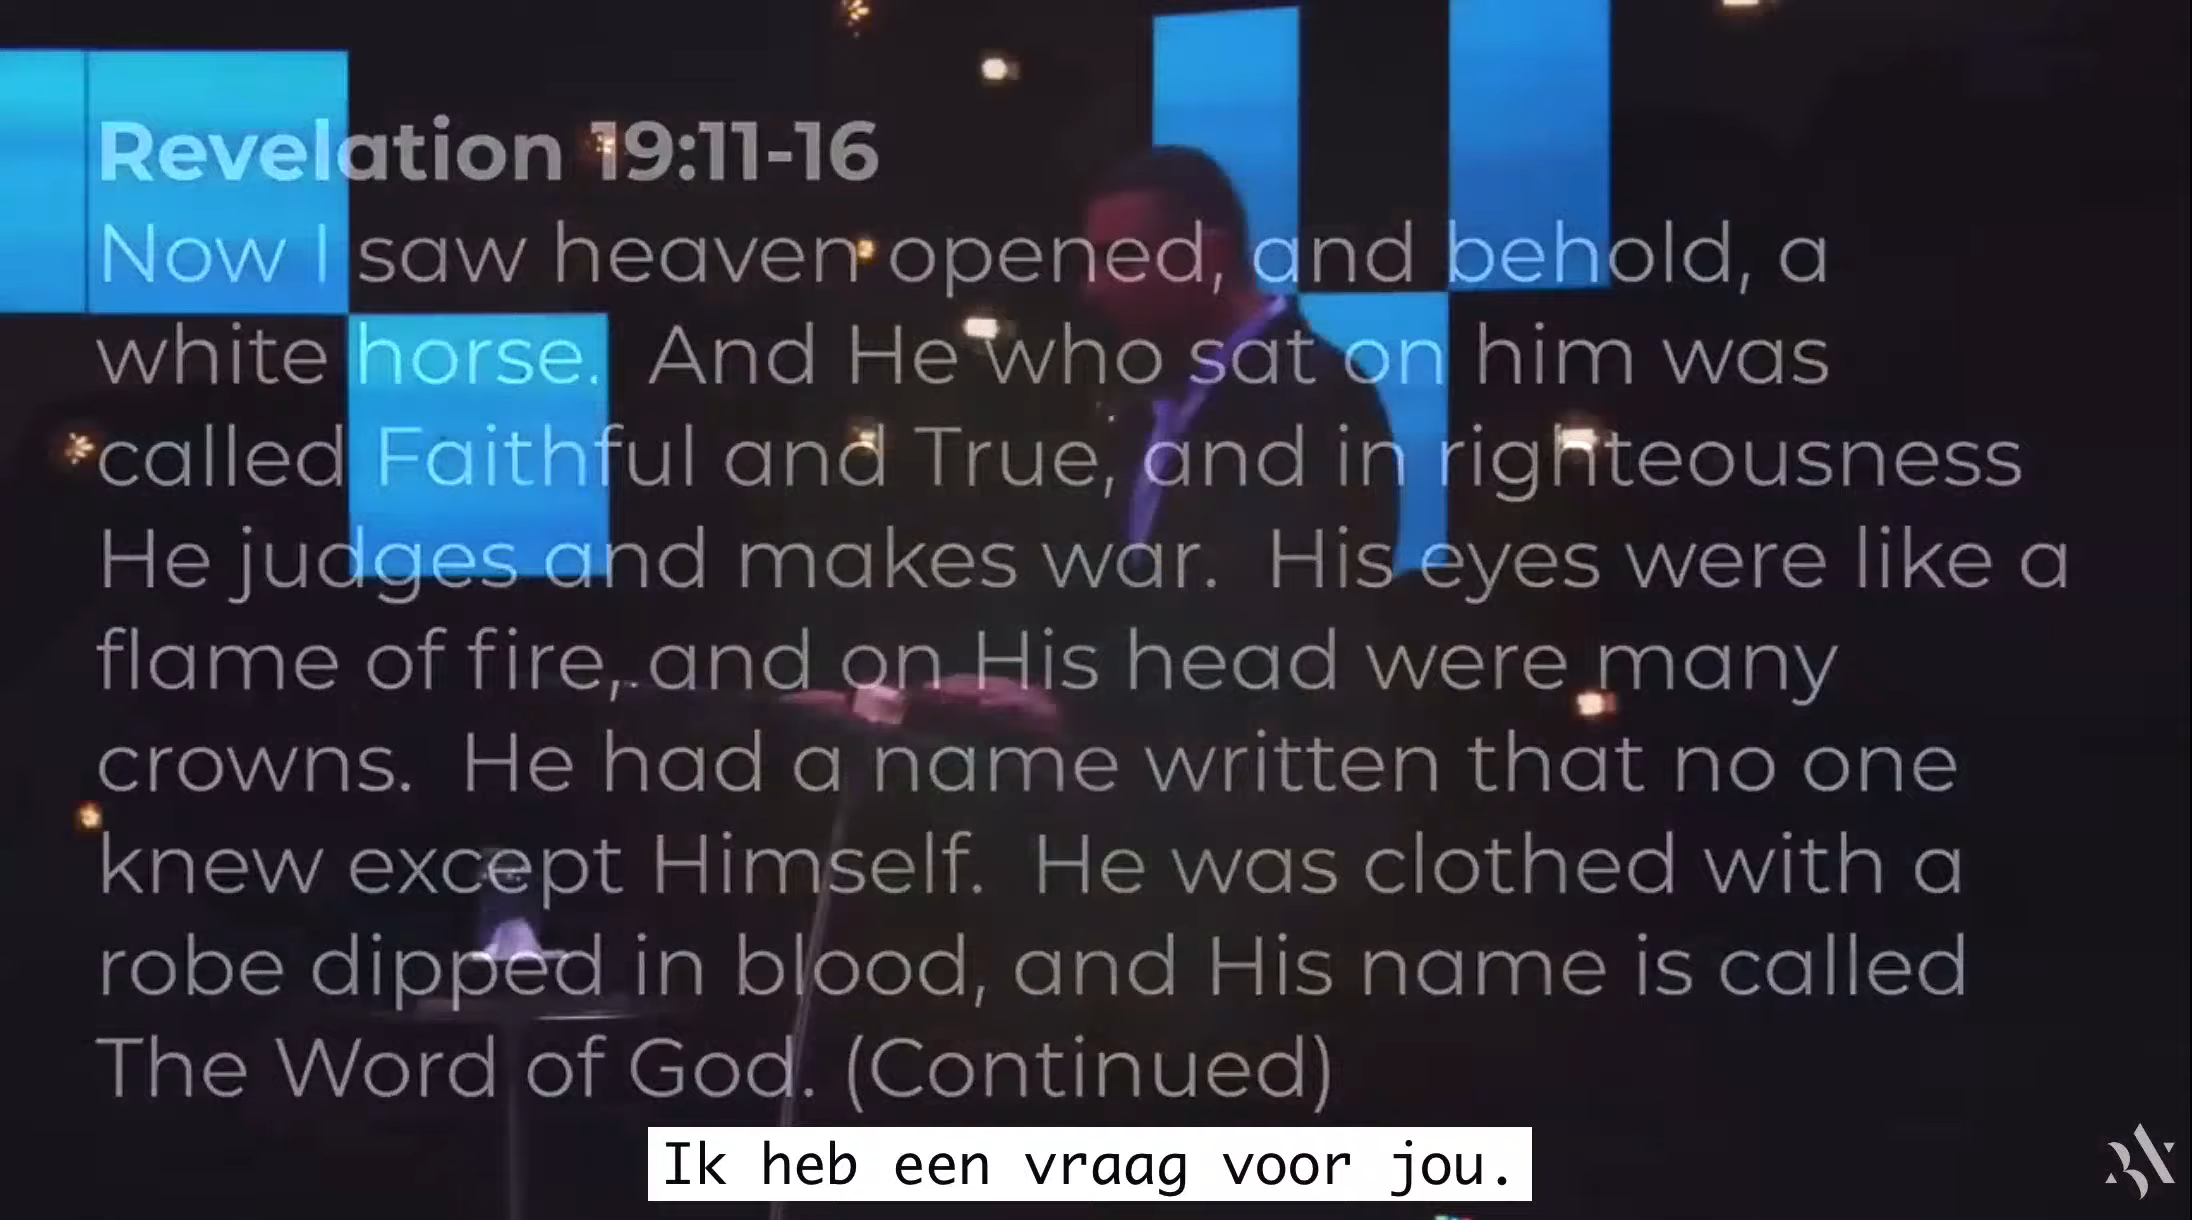 Revelation 19:11-16
Now I saw heaven opened, and behold, a
white horse. And He who sat on him was
called Faithful and True, and in righteousness
He judges and makes war. His eyes were like a
flame of fire, and on His head were many
crowns. He had a name written that no one
knew except Himself. He was clothed with a
robe dipped in blood, and His name is called
The Word of God. (Continued)
Ik heb een vraag voor jou.